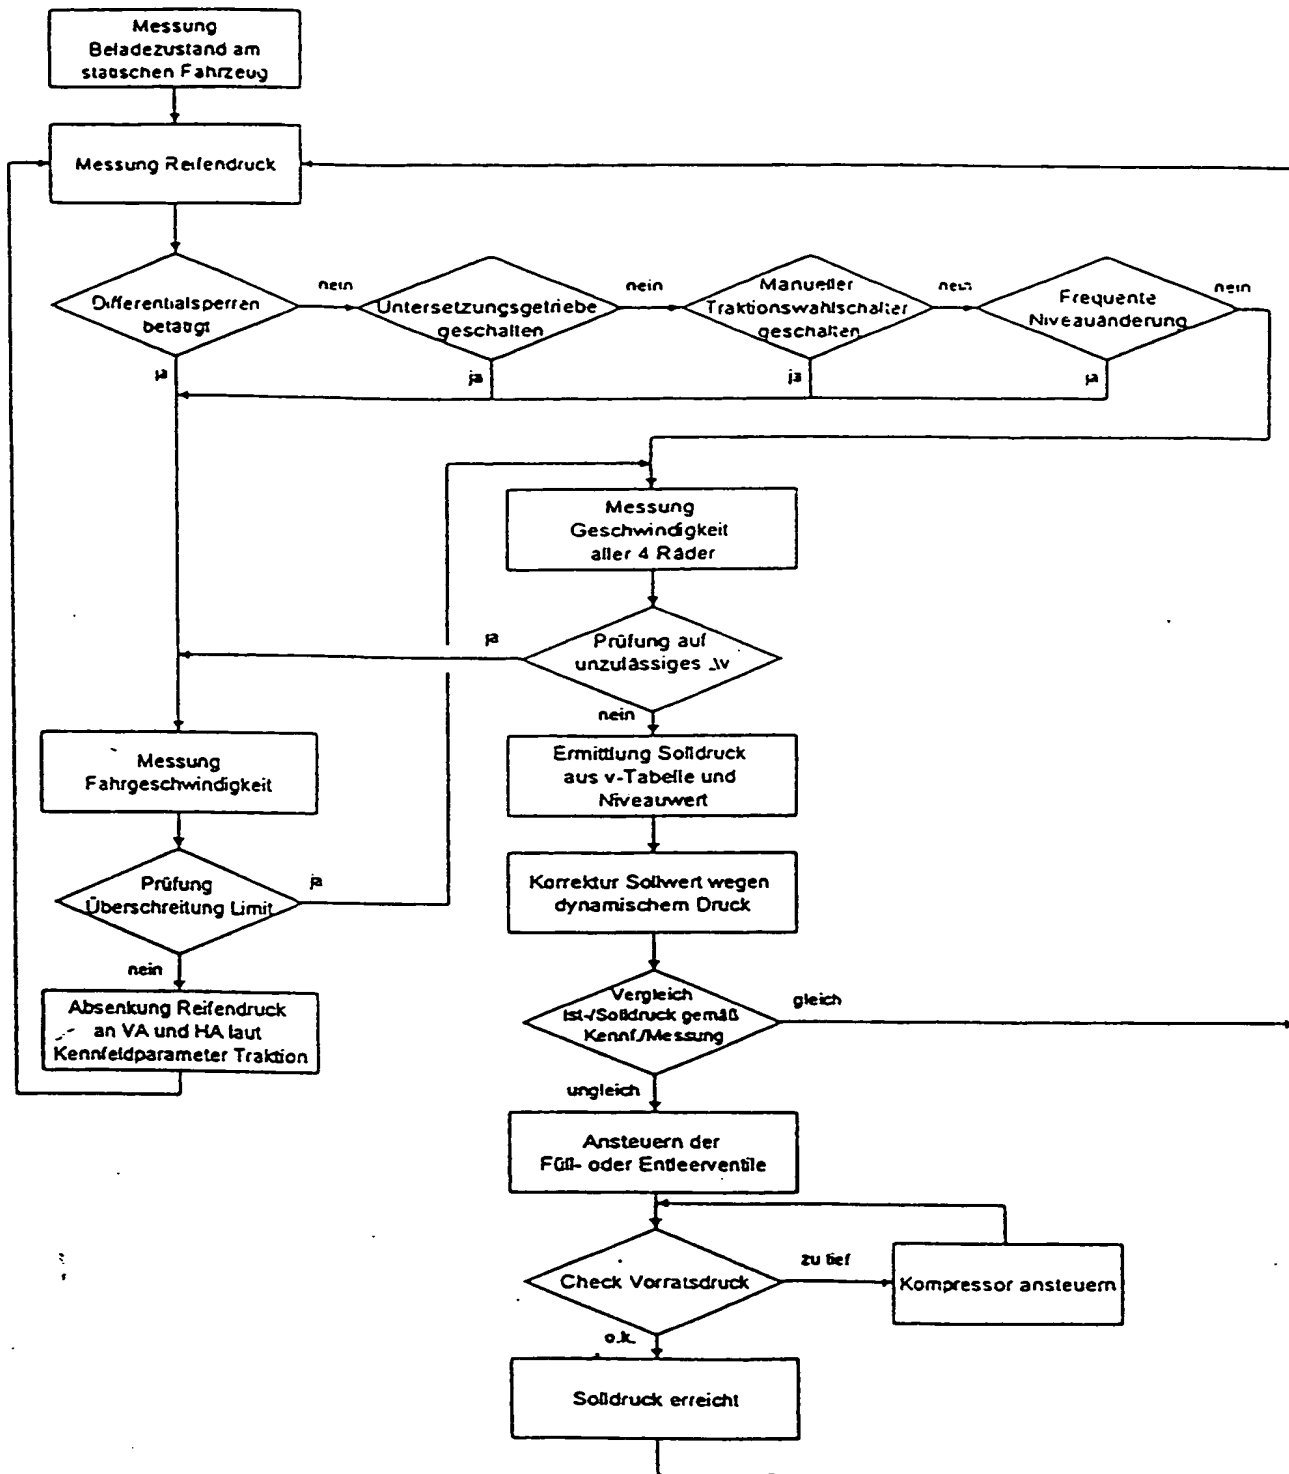 Messung
Beladezustand am
statischen Fahrzeug
Messung Reifendruck
Differentialsperren
betätigt
nein
Untersetzungsgetriebe
geschalten
nein
Manueller
Traktionswahlschalter
geschalten
nein
Frequente
Niveauänderung
nein
ja
ja
ja
ja
Messung
Geschwindigkeit
aller 4 Räder
Prüfung auf
unzulässiges Δv
ja
nein
Messung
Fahrgeschwindigkeit
Ermittlung Solldruck
aus v-Tabelle und
Niveauwert
Prüfung
Überschreitung Limit
ja
nein
Korrektur Sollwert wegen
dynamischem Druck
Absenkung Reifendruck
an VA und HA laut
Kennfeldparameter Traktion
Vergleich
Ist-/Solldruck gemäß
Kennf./Messung
gleich
ungleich
Ansteuern der
Füll- oder Entleerventile
Check Vorratsdruck
zu tief
Kompressor ansteuern
o.k.
Solldruck erreicht